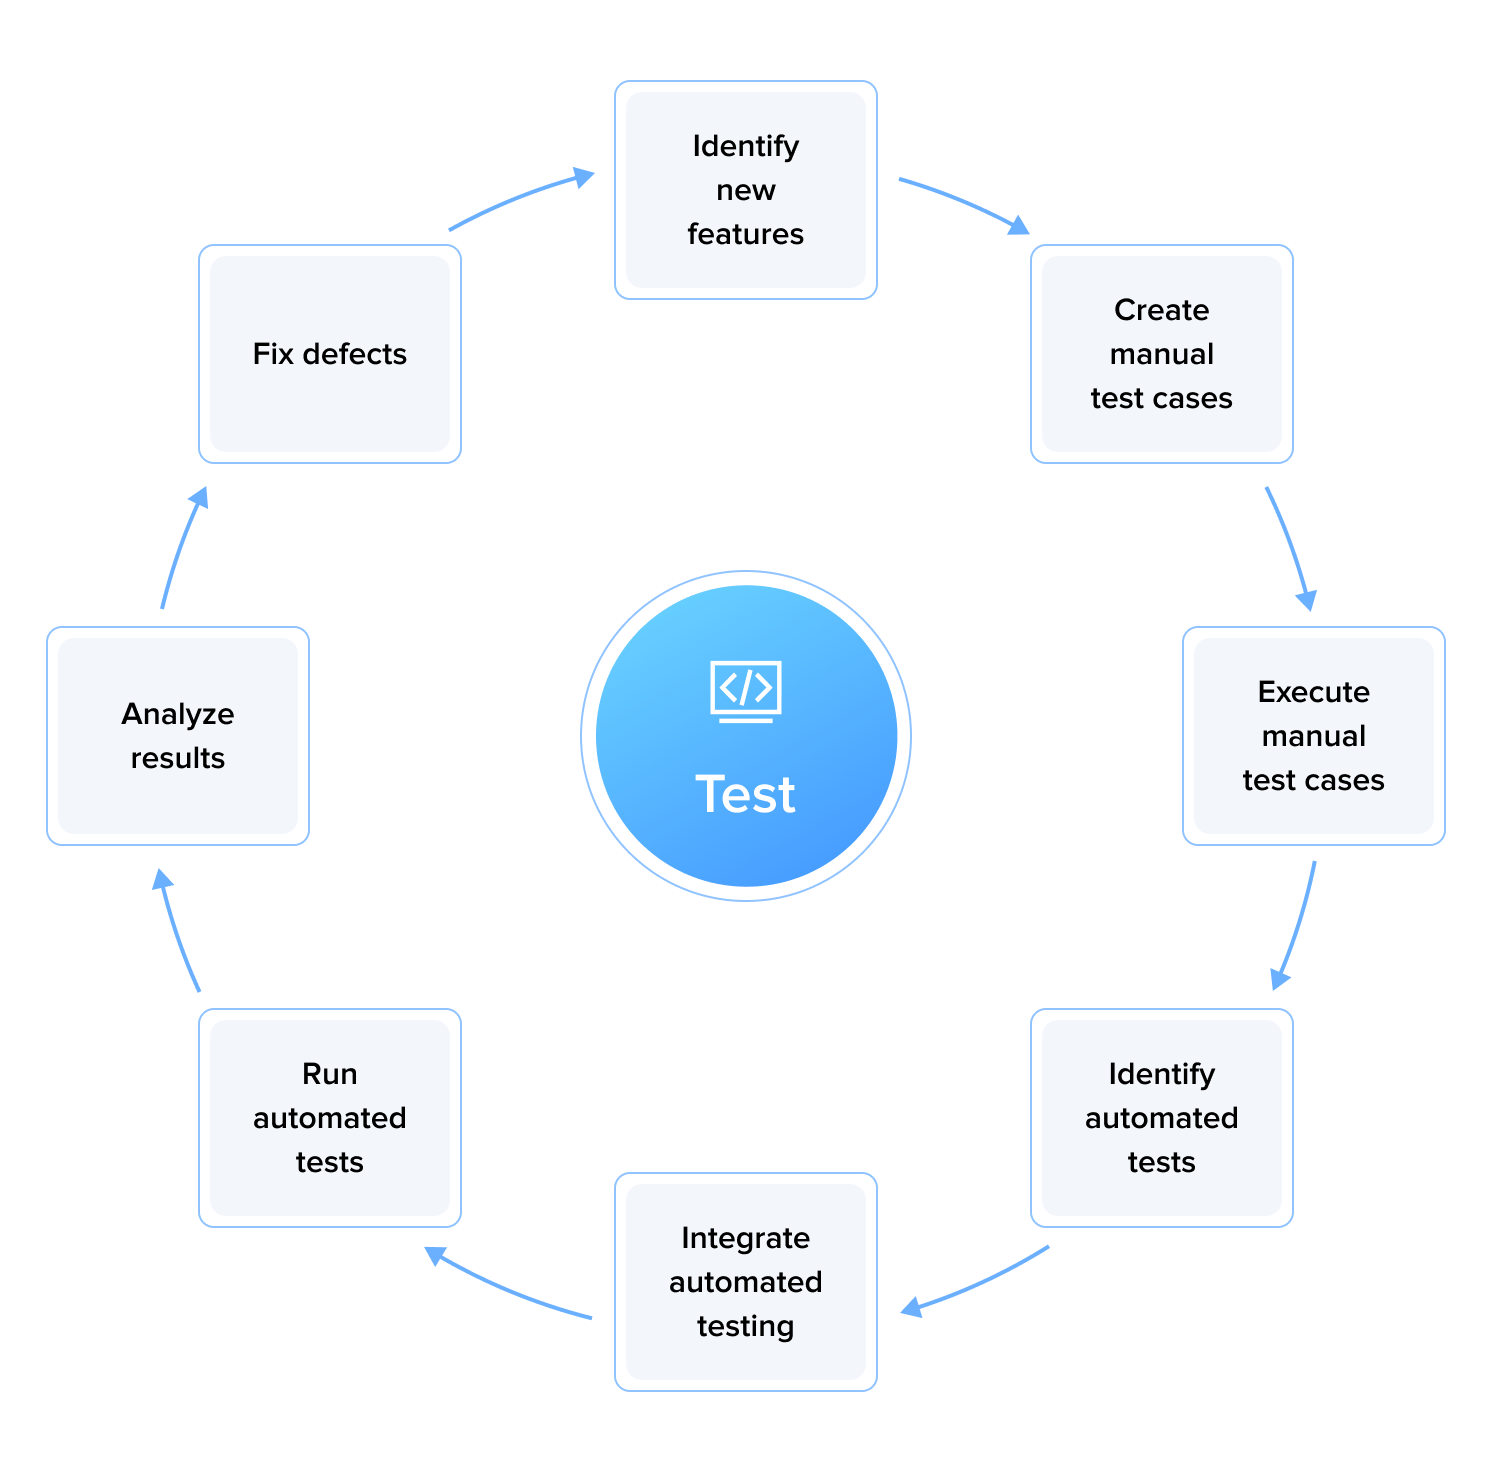 Identify
new
features
Create
manual
test cases
Execute
manual
test cases
Identify
automated
tests
Integrate
automated
testing
Run
automated
tests
Analyze
results
Fix defects
</>
Test